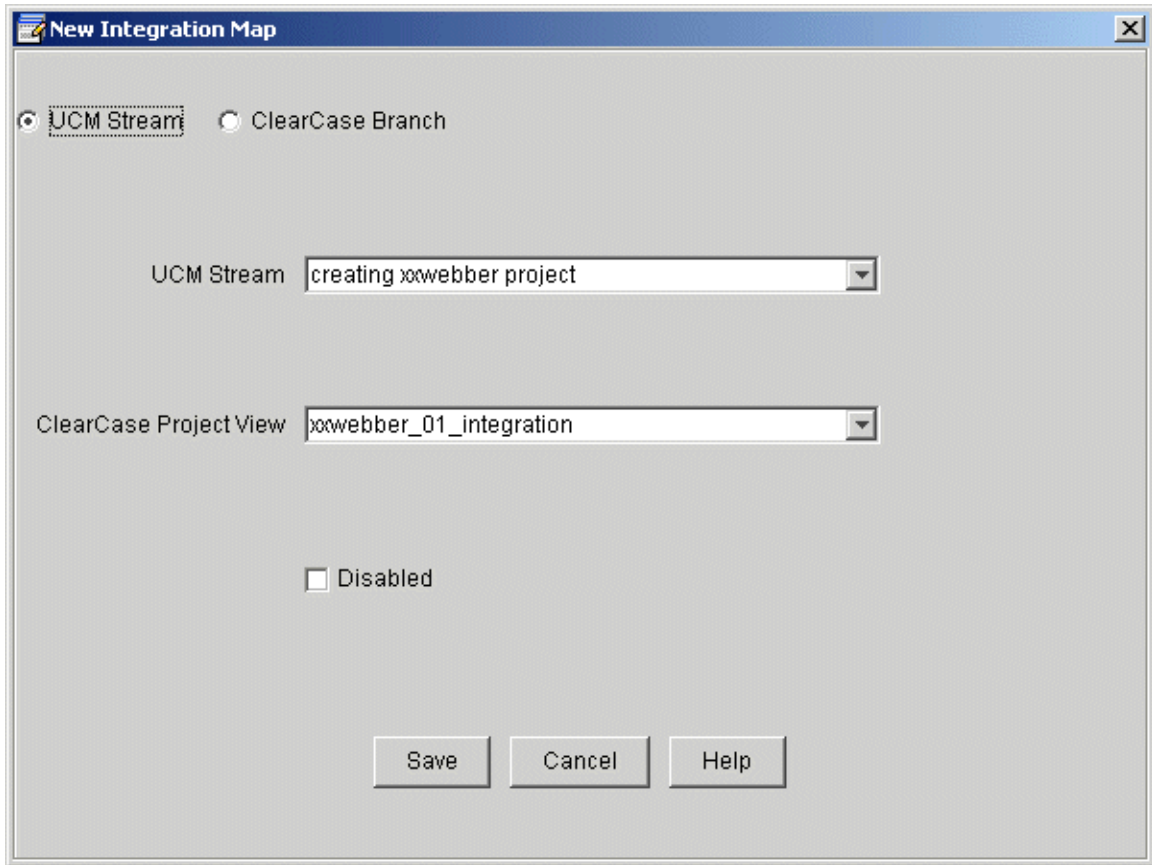 New Integration Map
UCM Stream ClearCase Branch
UCM Stream creating xxwebber project
ClearCase Project View xxwebber_01_integration
Disabled
Save Cancel Help